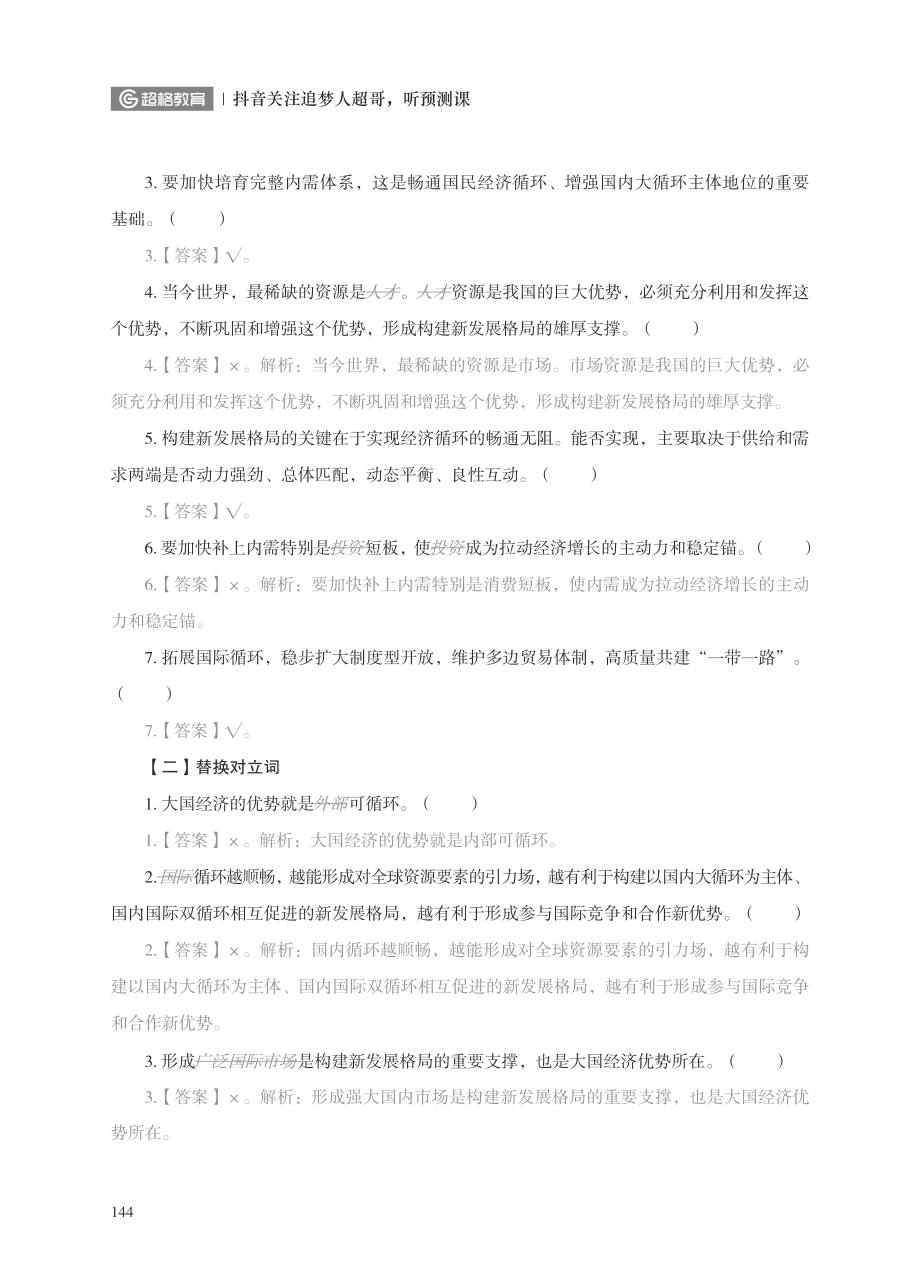 超格教育 | 抖音关注追梦人超哥，听预测课
3. 要加快培育完整内需体系，这是畅通国民经济循环、增强国内大循环主体地位的重要
基础。（　　）
3.【答案】√。
4. 当今世界，最稀缺的资源是人才。人才资源是我国的巨大优势，必须充分利用和发挥这
个优势，不断巩固和增强这个优势，形成构建新发展格局的雄厚支撑。（　　）
4.【答案】×。解析：当今世界，最稀缺的资源是市场。市场资源是我国的巨大优势，必
须充分利用和发挥这个优势，不断巩固和增强这个优势，形成构建新发展格局的雄厚支撑。
5. 构建新发展格局的关键在于实现经济循环的畅通无阻。能否实现，主要取决于供给和需
求两端是否动力强劲、总体匹配，动态平衡、良性互动。（　　）
5.【答案】√。
6. 要加快补上内需特别是投资短板，使投资成为拉动经济增长的主动力和稳定锚。（　　）
6.【答案】×。解析：要加快补上内需特别是消费短板，使内需成为拉动经济增长的主动
力和稳定锚。
7. 拓展国际循环，稳步扩大制度型开放，维护多边贸易体制，高质量共建“一带一路”。
（　　）
7.【答案】√。
【二】替换对立词
1. 大国经济的优势就是外部可循环。（　　）
1.【答案】×。解析：大国经济的优势就是内部可循环。
2. 国际循环越顺畅，越能形成对全球资源要素的引力场，越有利于构建以国内大循环为主体、
国内国际双循环相互促进的新发展格局，越有利于形成参与国际竞争和合作新优势。（　　）
2.【答案】×。解析：国内循环越顺畅，越能形成对全球资源要素的引力场，越有利于构
建以国内大循环为主体、国内国际双循环相互促进的新发展格局，越有利于形成参与国际竞争
和合作新优势。
3. 形成广泛国际市场是构建新发展格局的重要支撑，也是大国经济优势所在。（　　）
3.【答案】×。解析：形成强大国内市场是构建新发展格局的重要支撑，也是大国经济优
势所在。
144